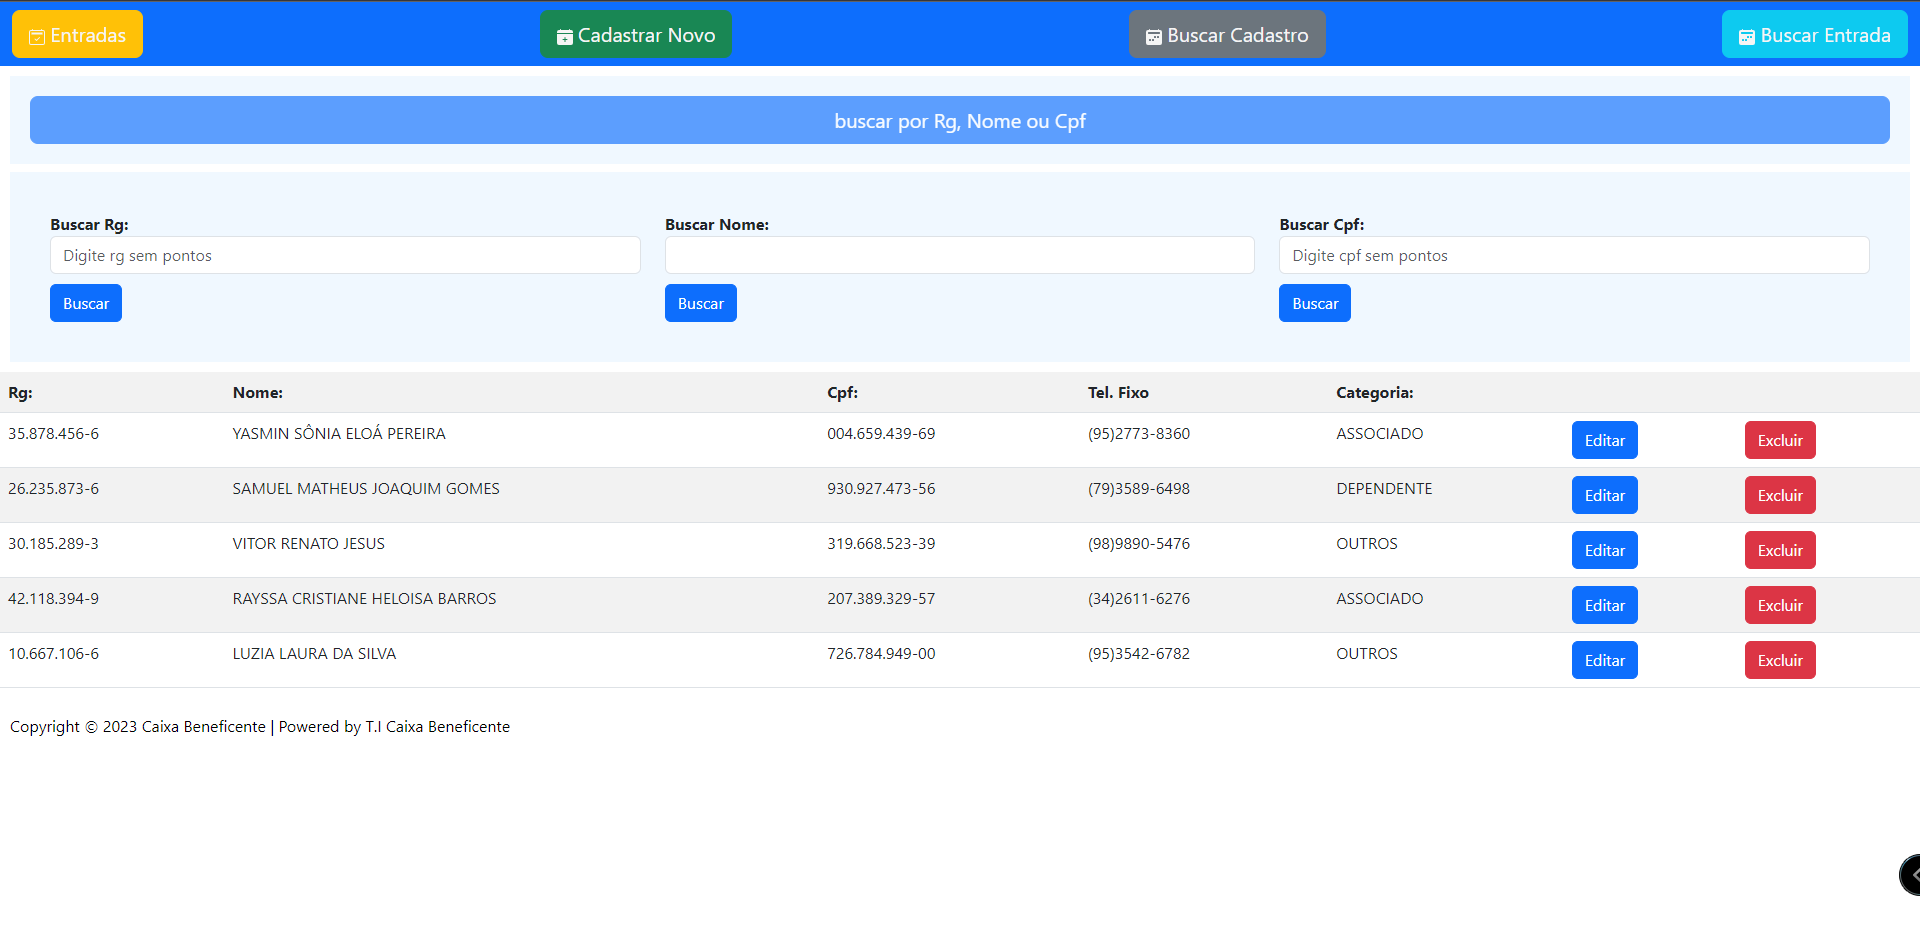 Entradas Cadastrar Novo Buscar Cadastro Buscar Entrada
buscar por Rg, Nome ou Cpf
Buscar Rg: Buscar Nome: Buscar Cpf:
Digite rg sem pontos Digite cpf sem pontos
Buscar Buscar Buscar
Rg: Nome: Cpf: Tel. Fixo Categoria:
35.878.456-6 YASMIN SÔNIA ELOÁ PEREIRA 004.659.439-69 (95)2773-8360 ASSOCIADO Editar Excluir
26.235.873-6 SAMUEL MATHEUS JOAQUIM GOMES 930.927.473-56 (79)3589-6498 DEPENDENTE Editar Excluir
30.185.289-3 VITOR RENATO JESUS 319.668.523-39 (98)9890-5476 OUTROS Editar Excluir
42.118.394-9 RAYSSA CRISTIANE HELOISA BARROS 207.389.329-57 (34)2611-6276 ASSOCIADO Editar Excluir
10.667.106-6 LUZIA LAURA DA SILVA 726.784.949-00 (95)3542-6782 OUTROS Editar Excluir
Copyright © 2023 Caixa Beneficente | Powered by T.I Caixa Beneficente